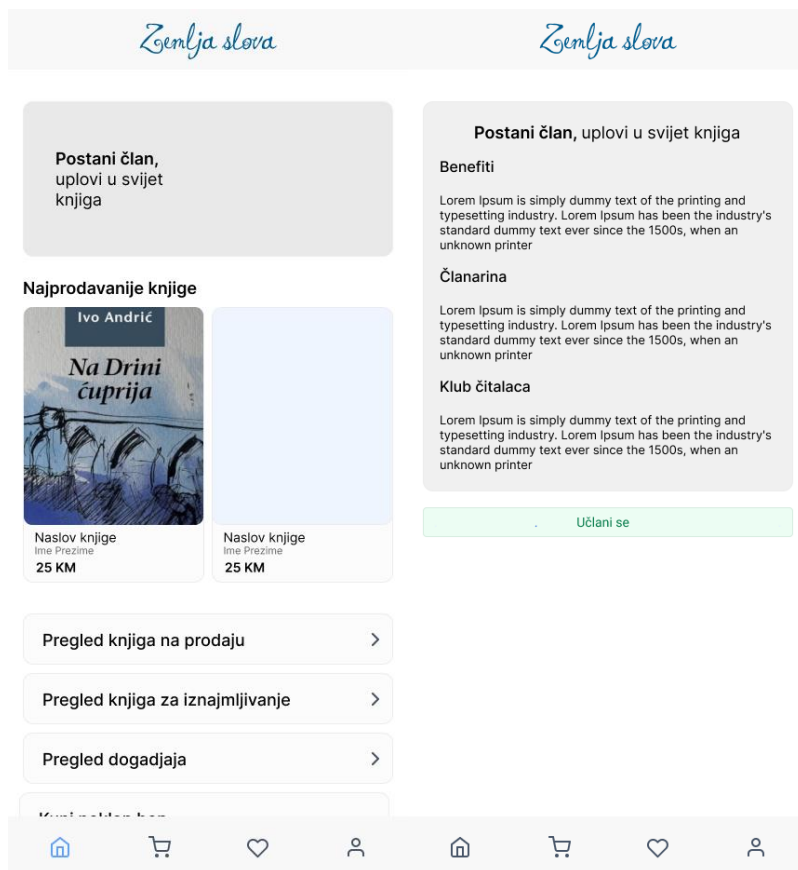 Zemlja slova
Postani član,
uplovi u svijet
knjiga
Najprodavanije knjige
Ivo Andrić
Na Drini
ćuprija
Naslov knjige
Ime Prezime
25 KM
Naslov knjige
Ime Prezime
25 KM
Pregled knjiga na prodaju
Pregled knjiga za iznajmljivanje
Pregled dogadjaja
Kupi poklon bon
Zemlja slova
Postani član, uplovi u svijet knjiga
Benefiti
Lorem Ipsum is simply dummy text of the printing and
typesetting industry. Lorem Ipsum has been the industry's
standard dummy text ever since the 1500s, when an
unknown printer
Članarina
Lorem Ipsum is simply dummy text of the printing and
typesetting industry. Lorem Ipsum has been the industry's
standard dummy text ever since the 1500s, when an
unknown printer
Klub čitalaca
Lorem Ipsum is simply dummy text of the printing and
typesetting industry. Lorem Ipsum has been the industry's
standard dummy text ever since the 1500s, when an
unknown printer
Učlani se